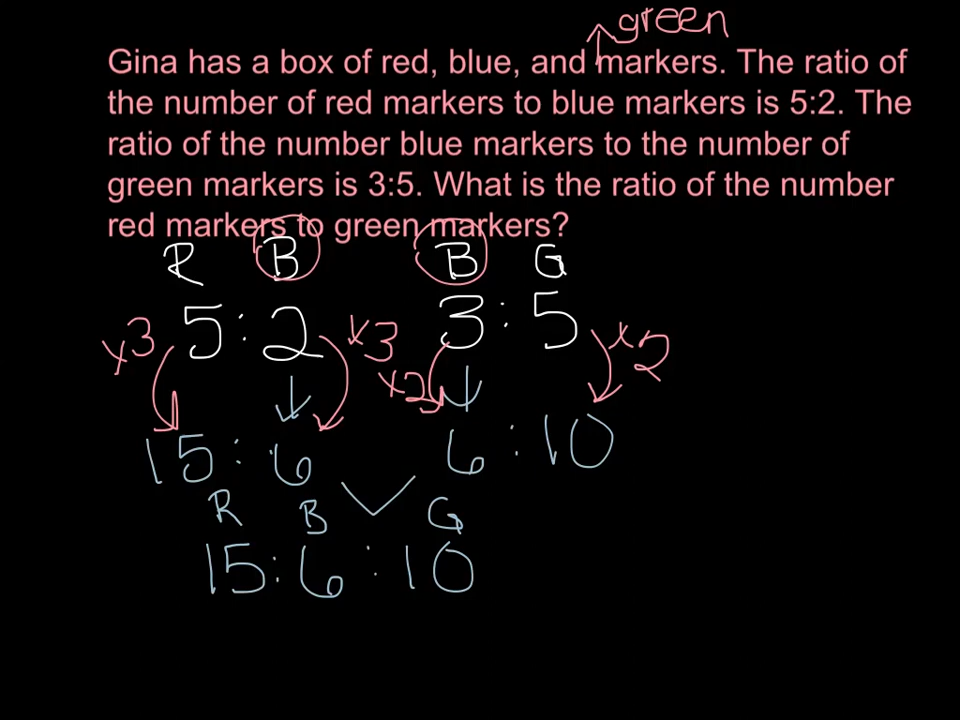 green
Gina has a box of red, blue, and markers. The ratio of
the number of red markers to blue markers is 5:2. The
ratio of the number blue markers to the number of
green markers is 3:5. What is the ratio of the number
red markers to green markers?
R B B G
5:2 3:5
x3 x3 x2 x2
15:6 6:10
R B G
15:6:10